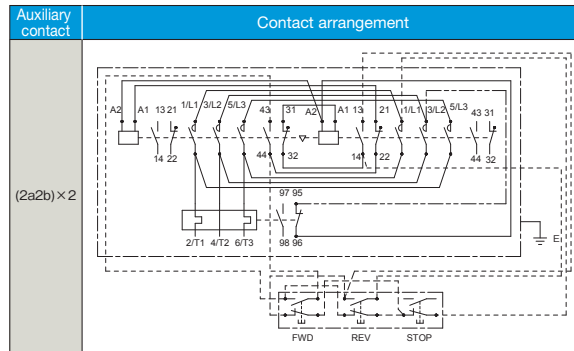 Auxiliary contact
Contact arrangement
(2a2b)×2
A2 A1 13 21 1/L1 3/L2 5/L3 43 31 A2 A1 13 21 1/L1 3/L2 5/L3 43 31
14 22 44 32 14 22 44 32
97 95
2/T1 4/T2 6/T3 98 96
E
FWD REV STOP